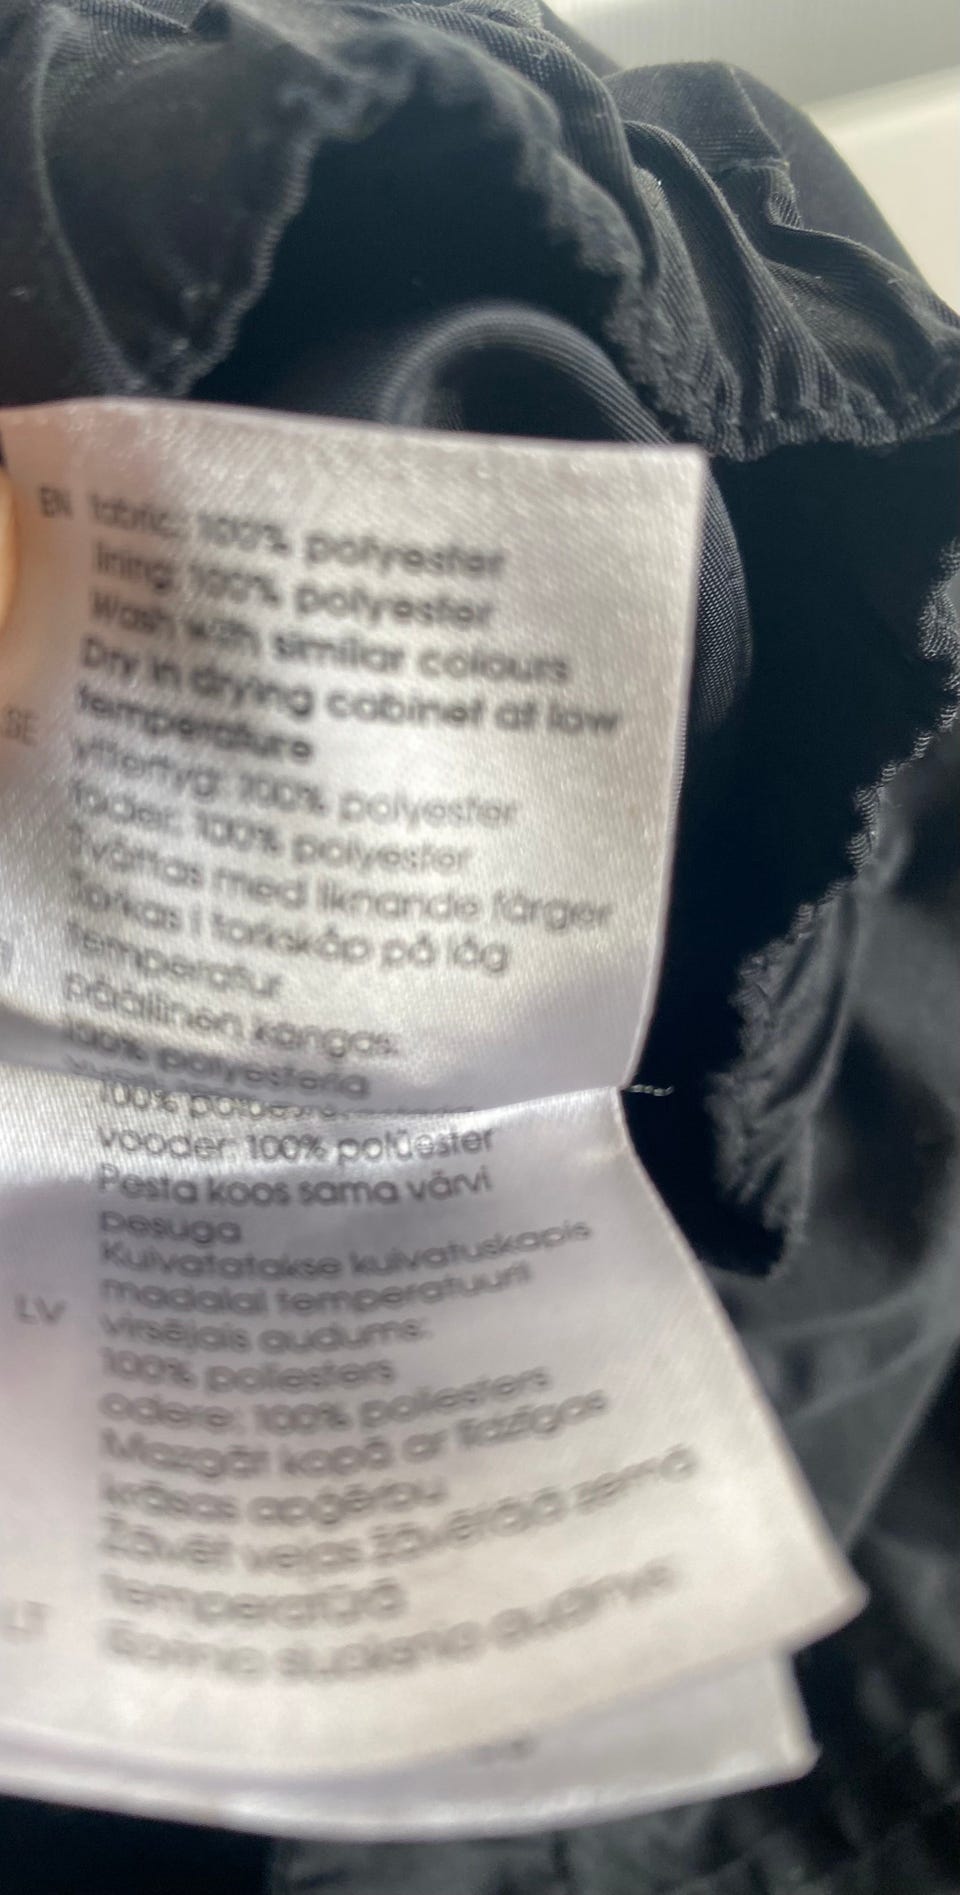 EN fabric: 100% polyester
lining: 100% polyester
Wash with similar colours
Dry in drying cabinet at low
temperature
SE yttertyg: 100% polyester
foder: 100% polyester
Tvättas med liknande färger
Torkas i torkskåp på låg
temperatur
päällinen kangas:
100% polyesteria
100%
vooder: 100% polüester
Pesta koos sama värvi
pesuga
Kuivatatakse kuivatuskapis
madalal temperatuuril
LV virsējais audums:
100% poliesters
odere: 100% poliesters
Mazgāt kopā ar līdzīgas
krāsas apģērbu
Žāvēt veļas žāvētājā zemā
temperatūrā
LT